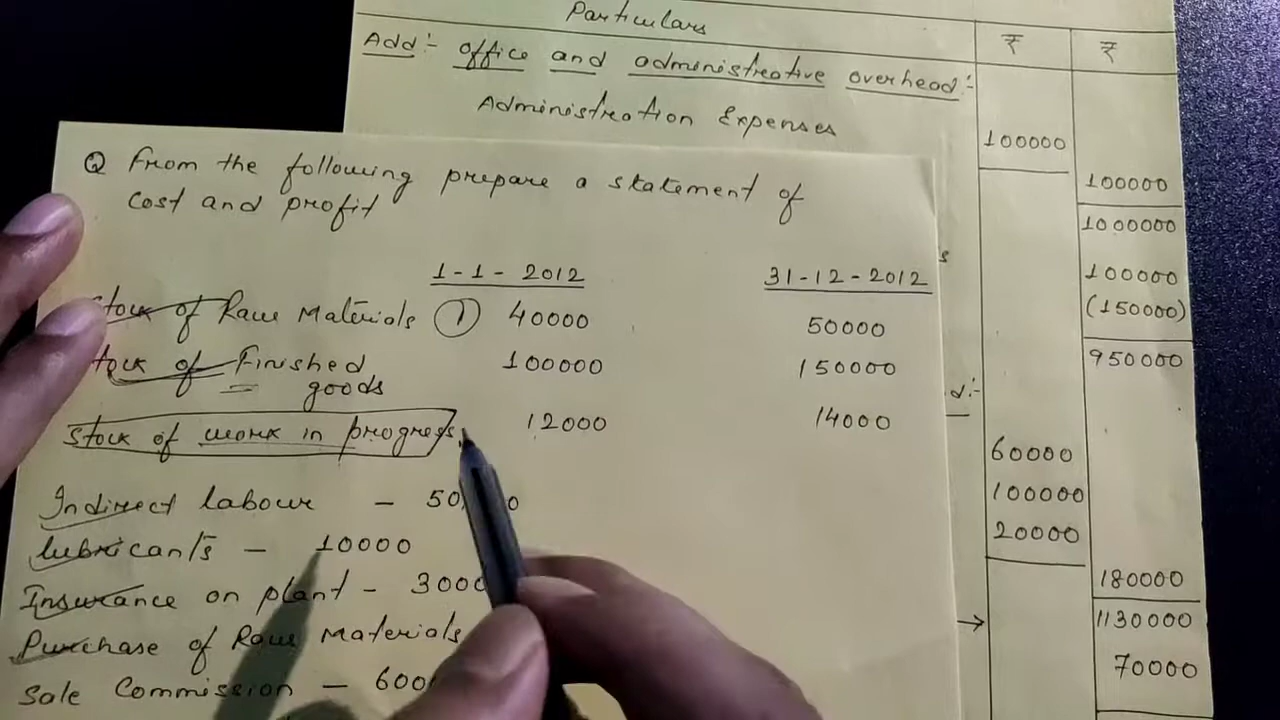 Particulars
₹ ₹
Add:- office and administrative overhead:-
Administration Expenses
100000
100000
1000000
100000
(150000)
950000
60000
100000
20000
180000
→ 1130000
70000
Q From the following prepare a statement of
cost and profit
1-1-2012 31-12-2012
Stock of Raw Materials ① 40000 50000
Stock of Finished 100000 150000
goods
Stock of work in progress 12000 14000
Indirect labour -
lubricants - 10000
Insurance on plant -
Purchase of Raw Materials
Sale Commission -